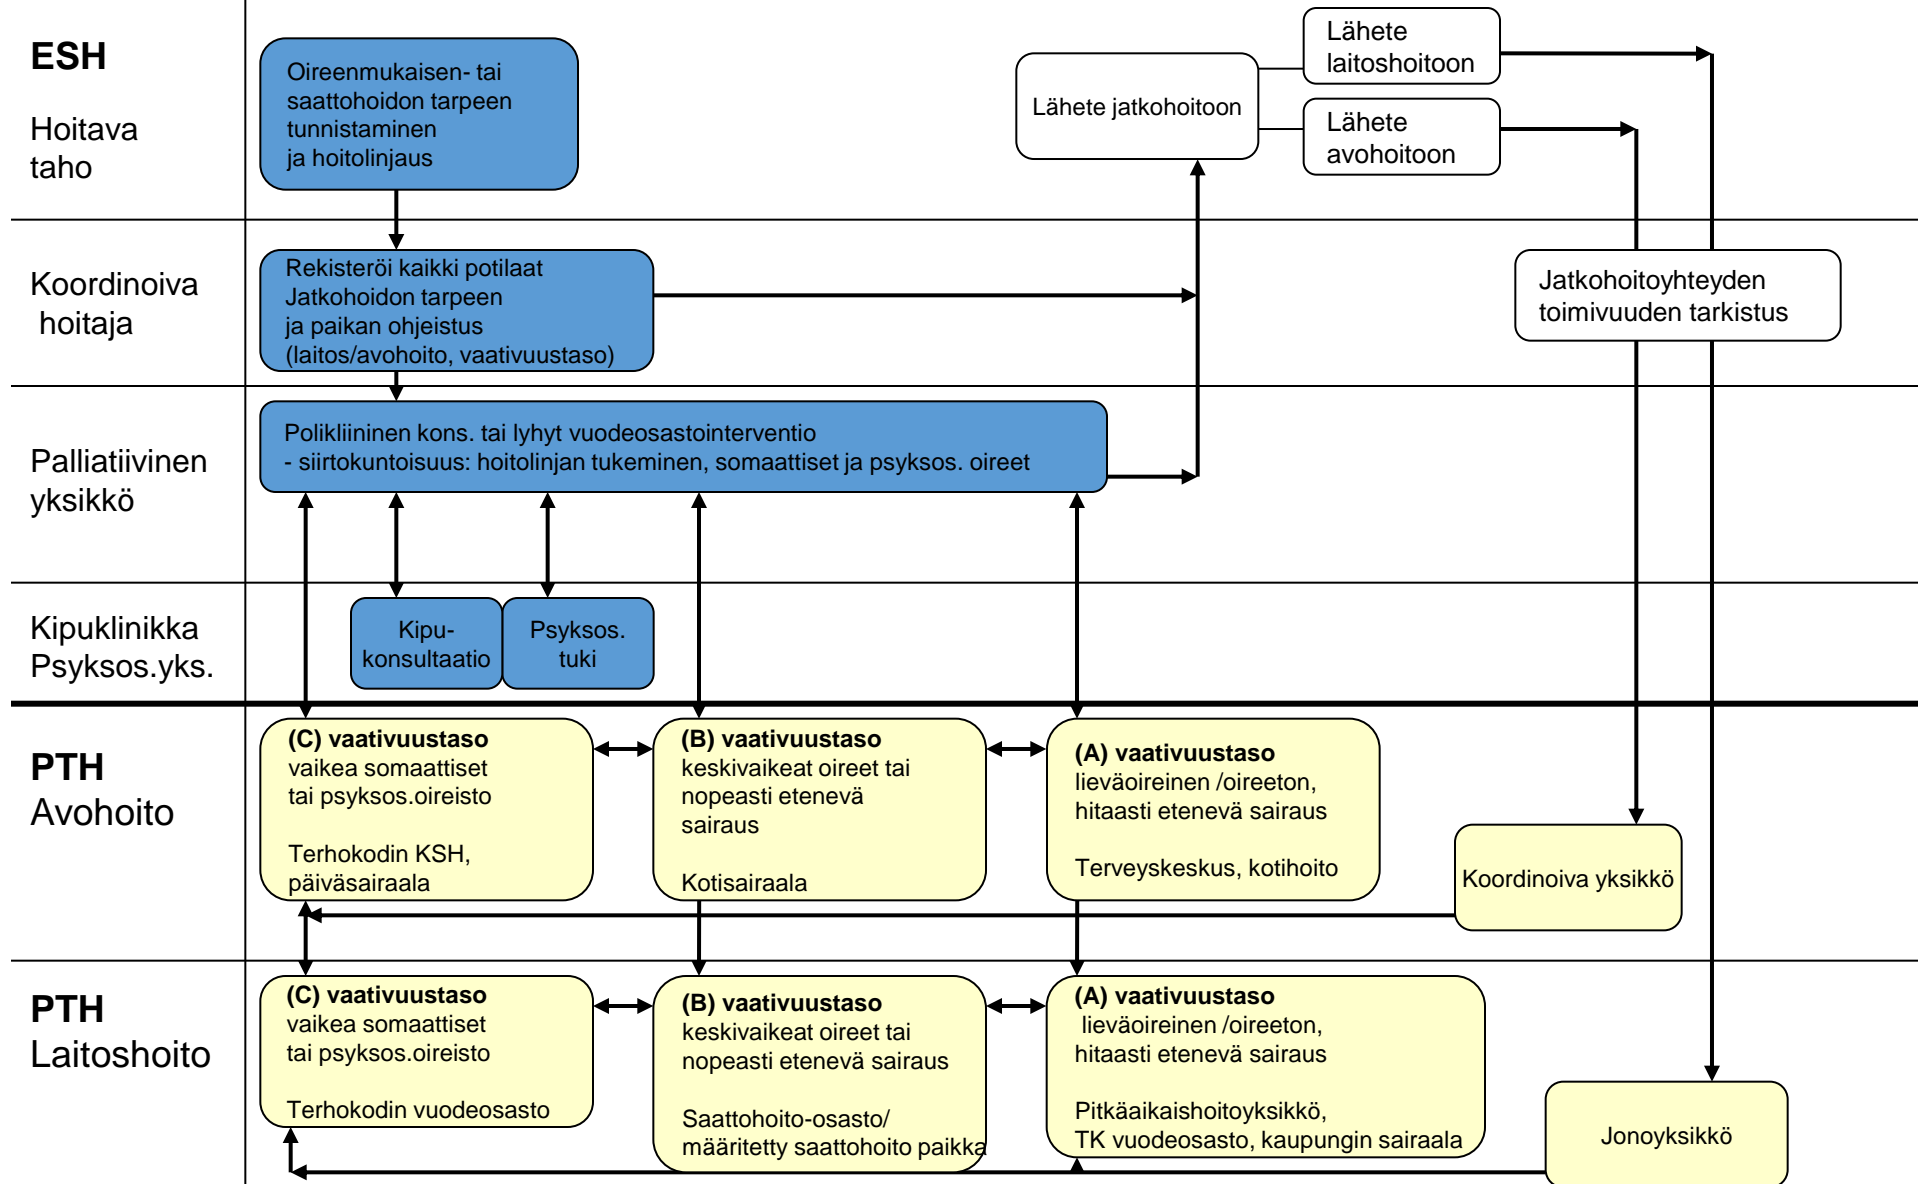 ESH
Hoitava
taho
Oireenmukaisen- tai
saattohoidon tarpeen
tunnistaminen
ja hoitolinjaus
Lähete jatkohoitoon
Lähete
laitoshoitoon
Lähete
avohoitoon
Koordinoiva
hoitaja
Rekisteröi kaikki potilaat
Jatkohoidon tarpeen
ja paikan ohjeistus
(laitos/avohoito, vaativuustaso)
Jatkohoitoyhteyden
toimivuuden tarkistus
Palliatiivinen
yksikkö
Polikliininen kons. tai lyhyt vuodeosastointerventio
- siirtokuntoisuus: hoitolinjan tukeminen, somaattiset ja psyksos. oireet
Kipuklinikka
Psyksos.yks.
Kipu-
konsultaatio
Psyksos.
tuki
PTH
Avohoito
(C) vaativuustaso
vaikea somaattiset
tai psyksos.oireisto
Terhokodin KSH,
päiväsairaala
(B) vaativuustaso
keskivaikeat oireet tai
nopeasti etenevä
sairaus
Kotisairaala
(A) vaativuustaso
lieväoireinen /oireeton,
hitaasti etenevä sairaus
Terveyskeskus, kotihoito
Koordinoiva yksikkö
PTH
Laitoshoito
(C) vaativuustaso
vaikea somaattiset
tai psyksos.oireisto
Terhokodin vuodeosasto
(B) vaativuustaso
keskivaikeat oireet tai
nopeasti etenevä sairaus
Saattohoito-osasto/
määritetty saattohoito paikka
(A) vaativuustaso
lieväoireinen /oireeton,
hitaasti etenevä sairaus
Pitkäaikaishoitoyksikkö,
TK vuodeosasto, kaupungin sairaala
Jonoyksikkö